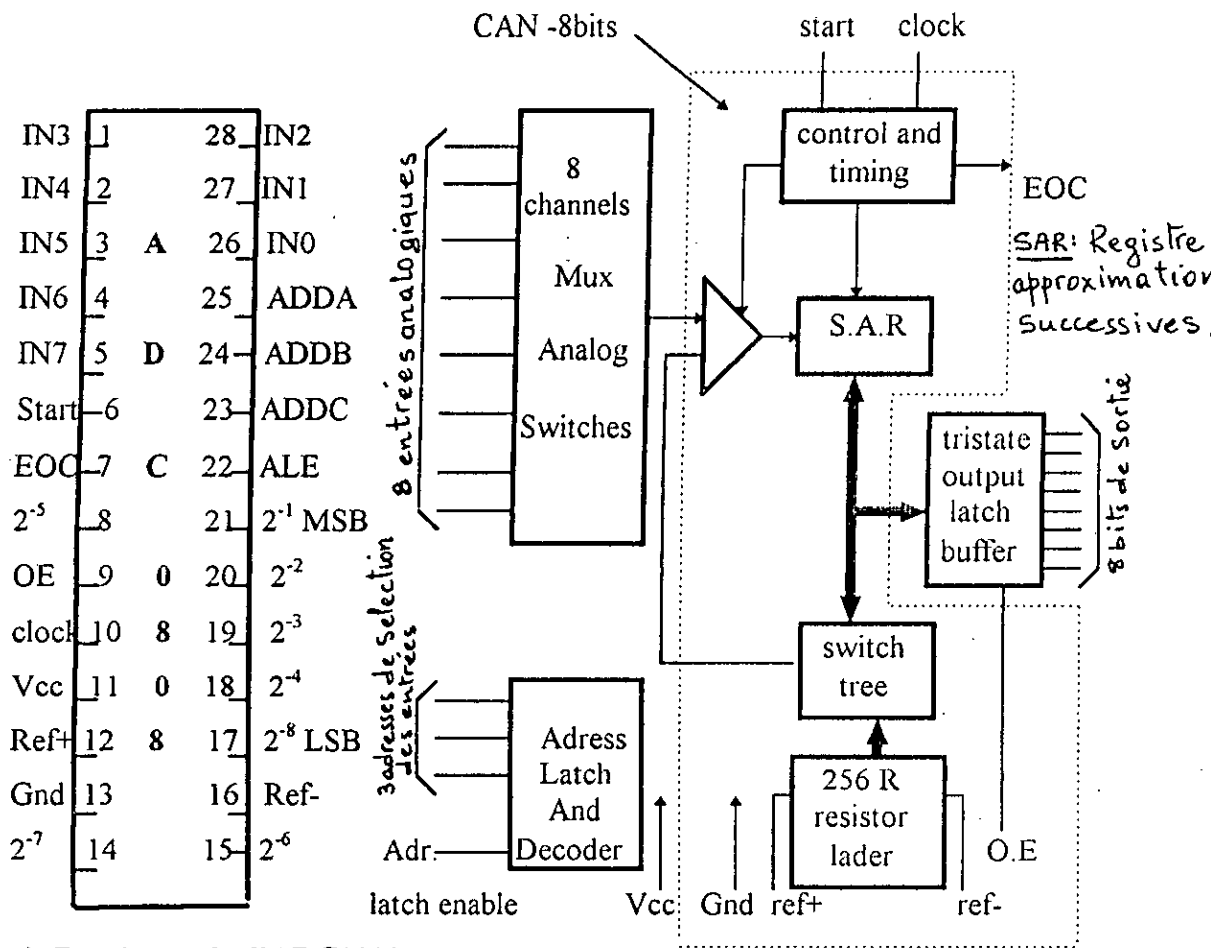 CAN -8bits
start clock
IN3 1 28 IN2
IN4 2 27 IN1
IN5 3 A 26 IN0
IN6 4 25 ADDA
IN7 5 D 24 ADDB
Start 6 23 ADDC
EOC 7 C 22 ALE
2⁻⁵ 8 21 2⁻¹ MSB
OE 9 0 20 2⁻²
clock 10 8 19 2⁻³
Vcc 11 0 18 2⁻⁴
Ref+ 12 8 17 2⁻⁸ LSB
Gnd 13 16 Ref-
2⁻⁷ 14 15 2⁻⁶
8 entrées analogiques
8
channels
Mux
Analog
Switches
control and
timing
EOC
SAR: Registre
approximation
Successives.
S.A.R
tristate
output
latch
buffer
8bits de sortie
switch
tree
3 adresses de selection
des entrées
Adress
Latch
And
Decoder
Adr.
latch enable
256 R
resistor
lader
O.E
Vcc Gnd ref+ ref-